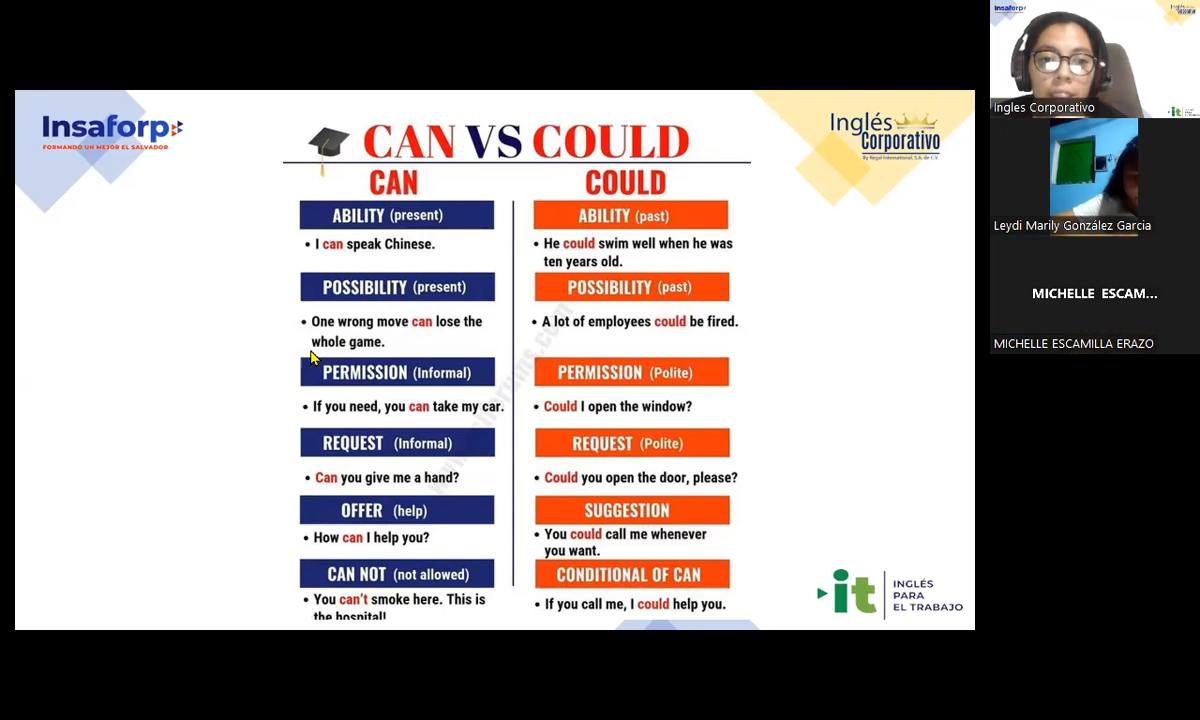 Insaforp
FORMANDO UN MEJOR EL SALVADOR
Inglés
Corporativo
By Regal International, S.A. de C.V.
CAN VS COULD
CAN
ABILITY (present)
• I can speak Chinese.
POSSIBILITY (present)
• One wrong move can lose the
whole game.
PERMISSION (Informal)
• If you need, you can take my car.
REQUEST (Informal)
• Can you give me a hand?
OFFER (help)
• How can I help you?
CAN NOT (not allowed)
• You can't smoke here. This is
the hospital!
COULD
ABILITY (past)
• He could swim well when he was
ten years old.
POSSIBILITY (past)
• A lot of employees could be fired.
PERMISSION (Polite)
• Could I open the window?
REQUEST (Polite)
• Could you open the door, please?
SUGGESTION
• You could call me whenever
you want.
CONDITIONAL OF CAN
• If you call me, I could help you.
it
INGLÉS
PARA
EL TRABAJO
Insaforp
Ingles Corporativo
it
Leydi Marily González Garcia
MICHELLE ESCAM...
MICHELLE ESCAMILLA ERAZO